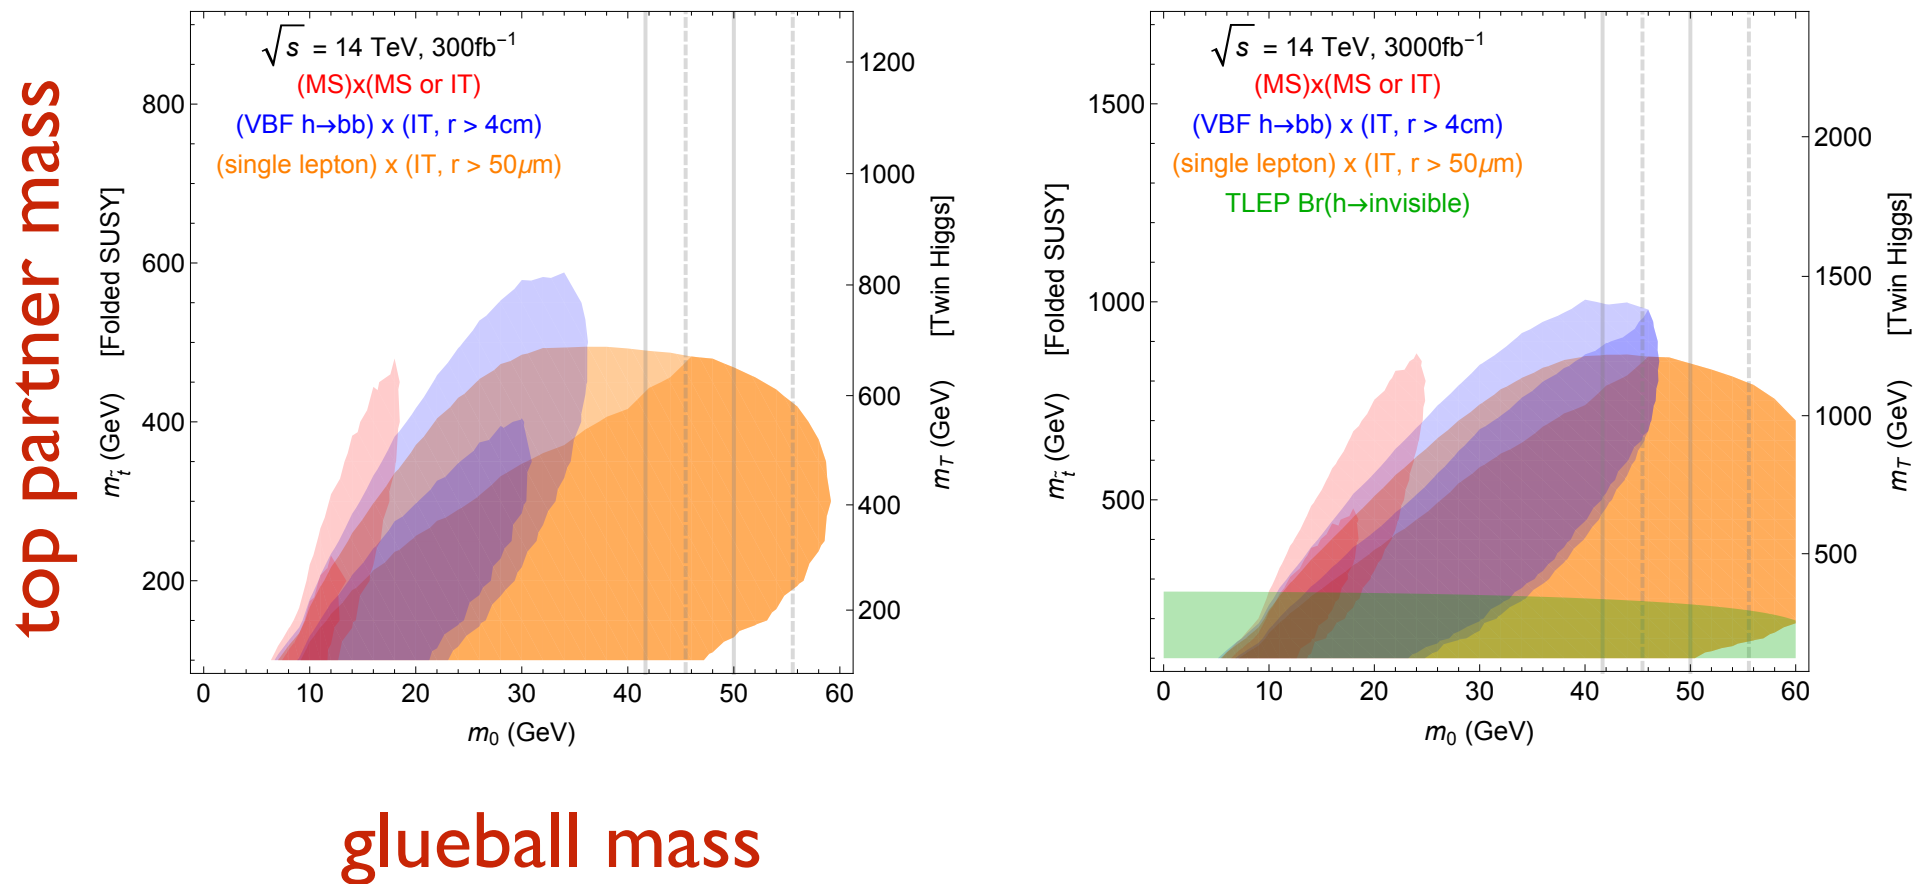 top partner mass
√s = 14 TeV, 300fb⁻¹
(MS)x(MS or IT)
(VBF h→bb) x (IT, r > 4cm)
(single lepton) x (IT, r > 50μm)
m_t̃ (GeV) [Folded SUSY]
800
600
400
200
0 10 20 30 40 50 60
m₀ (GeV)
1200
1000
800
600
400
200
m_T (GeV) [Twin Higgs]
√s = 14 TeV, 3000fb⁻¹
(MS)x(MS or IT)
(VBF h→bb) x (IT, r > 4cm)
(single lepton) x (IT, r > 50μm)
TLEP Br(h→invisible)
m_t̃ (GeV) [Folded SUSY]
1500
1000
500
0 10 20 30 40 50 60
m₀ (GeV)
2000
1500
1000
500
m_T (GeV) [Twin Higgs]
glueball mass